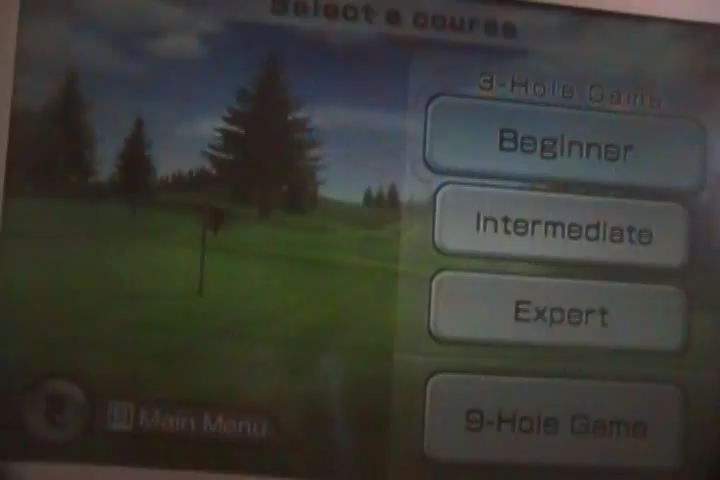 Select a course
3-Hole Game
Beginner
Intermediate
Expert
9-Hole Game
Main Menu